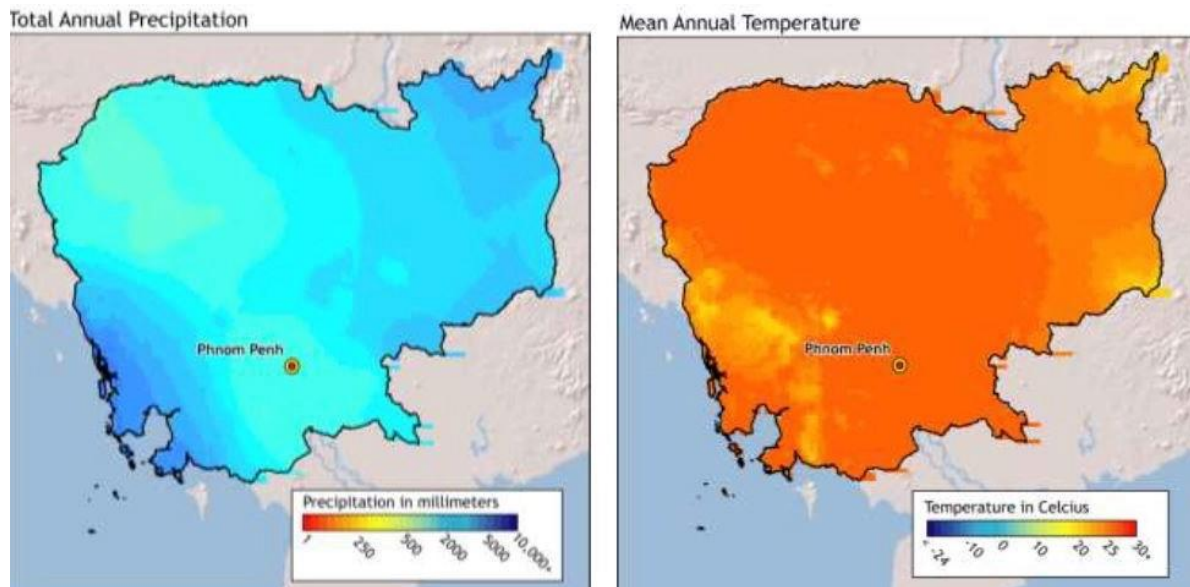 Total Annual Precipitation
Phnom Penh
Precipitation in millimeters
1 250 500 2000 5000 10,000+
Mean Annual Temperature
Phnom Penh
Temperature in Celcius
< -24 -10 0 10 20 25 30+